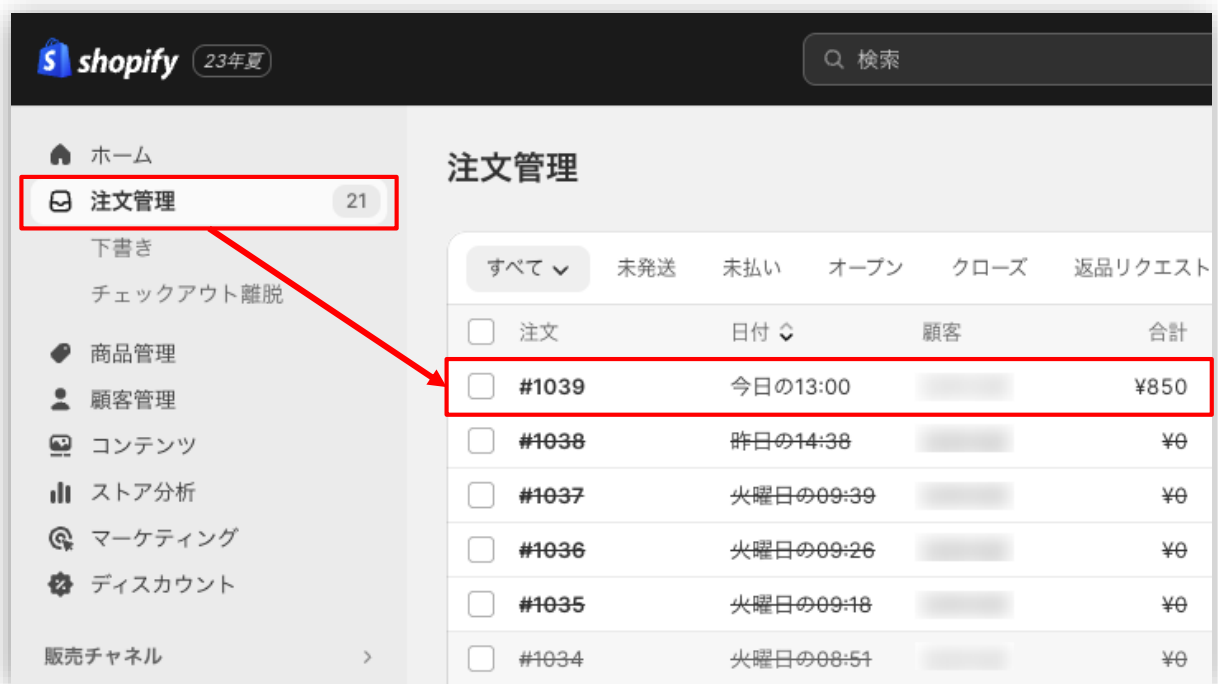 shopify 23年夏
検索
ホーム
注文管理 21
下書き
チェックアウト離脱
商品管理
顧客管理
コンテンツ
ストア分析
マーケティング
ディスカウント
販売チャネル
注文管理
すべて 未発送 未払い オープン クローズ 返品リクエスト
注文 日付 顧客 合計
#1039 今日の13:00 ¥850
#1038 昨日の14:38 ¥0
#1037 火曜日の09:39 ¥0
#1036 火曜日の09:26 ¥0
#1035 火曜日の09:18 ¥0
#1034 火曜日の08:51 ¥0